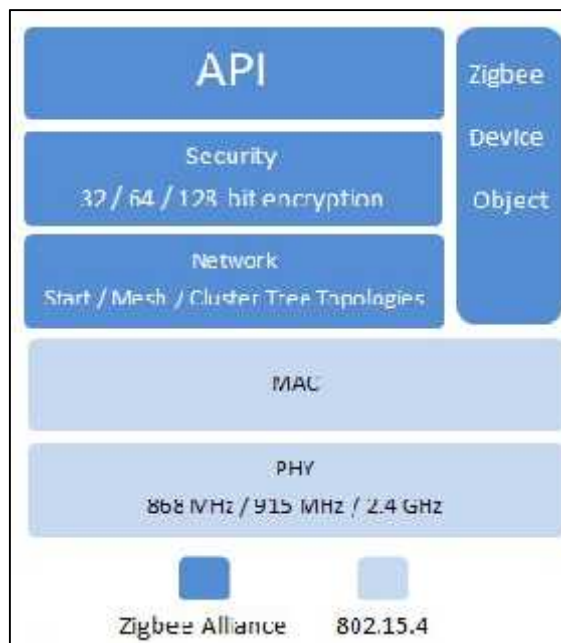 API
Zigbee
Device
Object
Security
32 / 64 / 128 bit encryption
Network
Start / Mesh / Cluster Tree Topologies
MAC
PHY
868 MHz / 915 MHz / 2.4 GHz
Zigbee Alliance
802.15.4